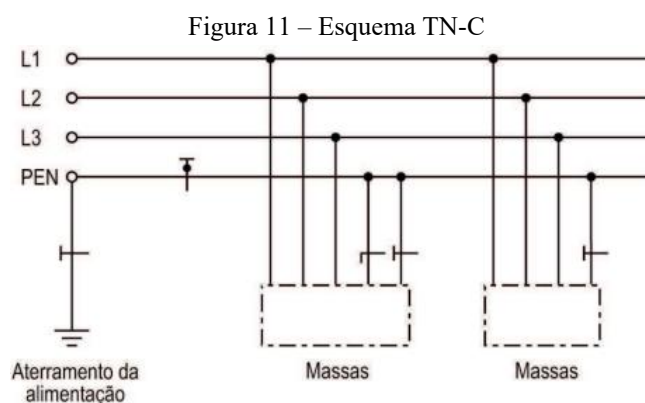 Figura 11 – Esquema TN-C
L1
L2
L3
PEN
Aterramento da
alimentação
Massas
Massas